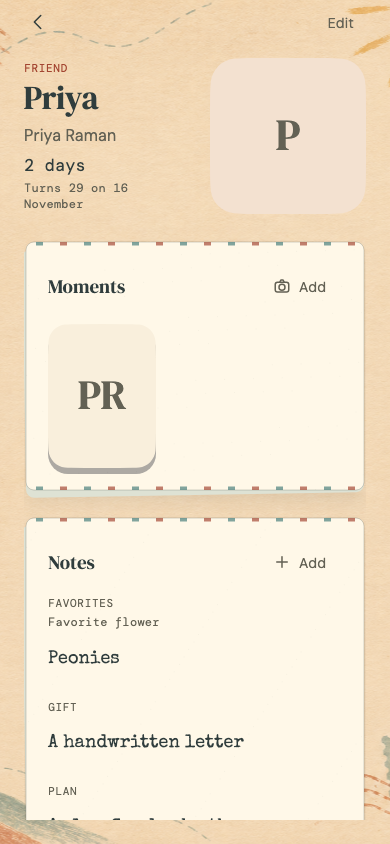 Edit
FRIEND
Priya
Priya Raman
2 days
Turns 29 on 16
November
P
Moments
Add
PR
Notes
Add
FAVORITES
Favorite flower
Peonies
GIFT
A handwritten letter
PLAN